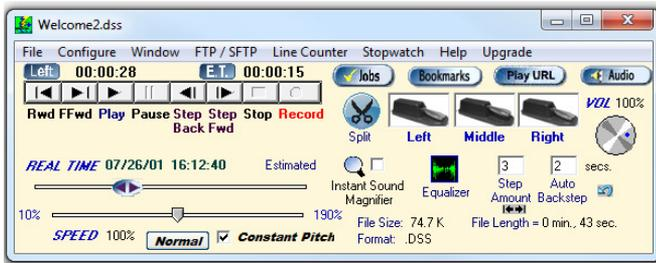 Welcome2.dss
File Configure Window FTP / SFTP Line Counter Stopwatch Help Upgrade
Left 00:00:28 E.T. 00:00:15 Jobs Bookmarks Play URL Audio
Rwd FFwd Play Pause Step Back Step Fwd Stop Record
VOL 100%
Split Left Middle Right
REAL TIME 07/26/01 16:12:40 Estimated
Instant Sound Magnifier
Equalizer
3 Step Amount
2 secs. Auto Backstep
10% 190%
SPEED 100% Normal Constant Pitch
File Size: 74.7 K File Length = 0 min., 43 sec.
Format: .DSS